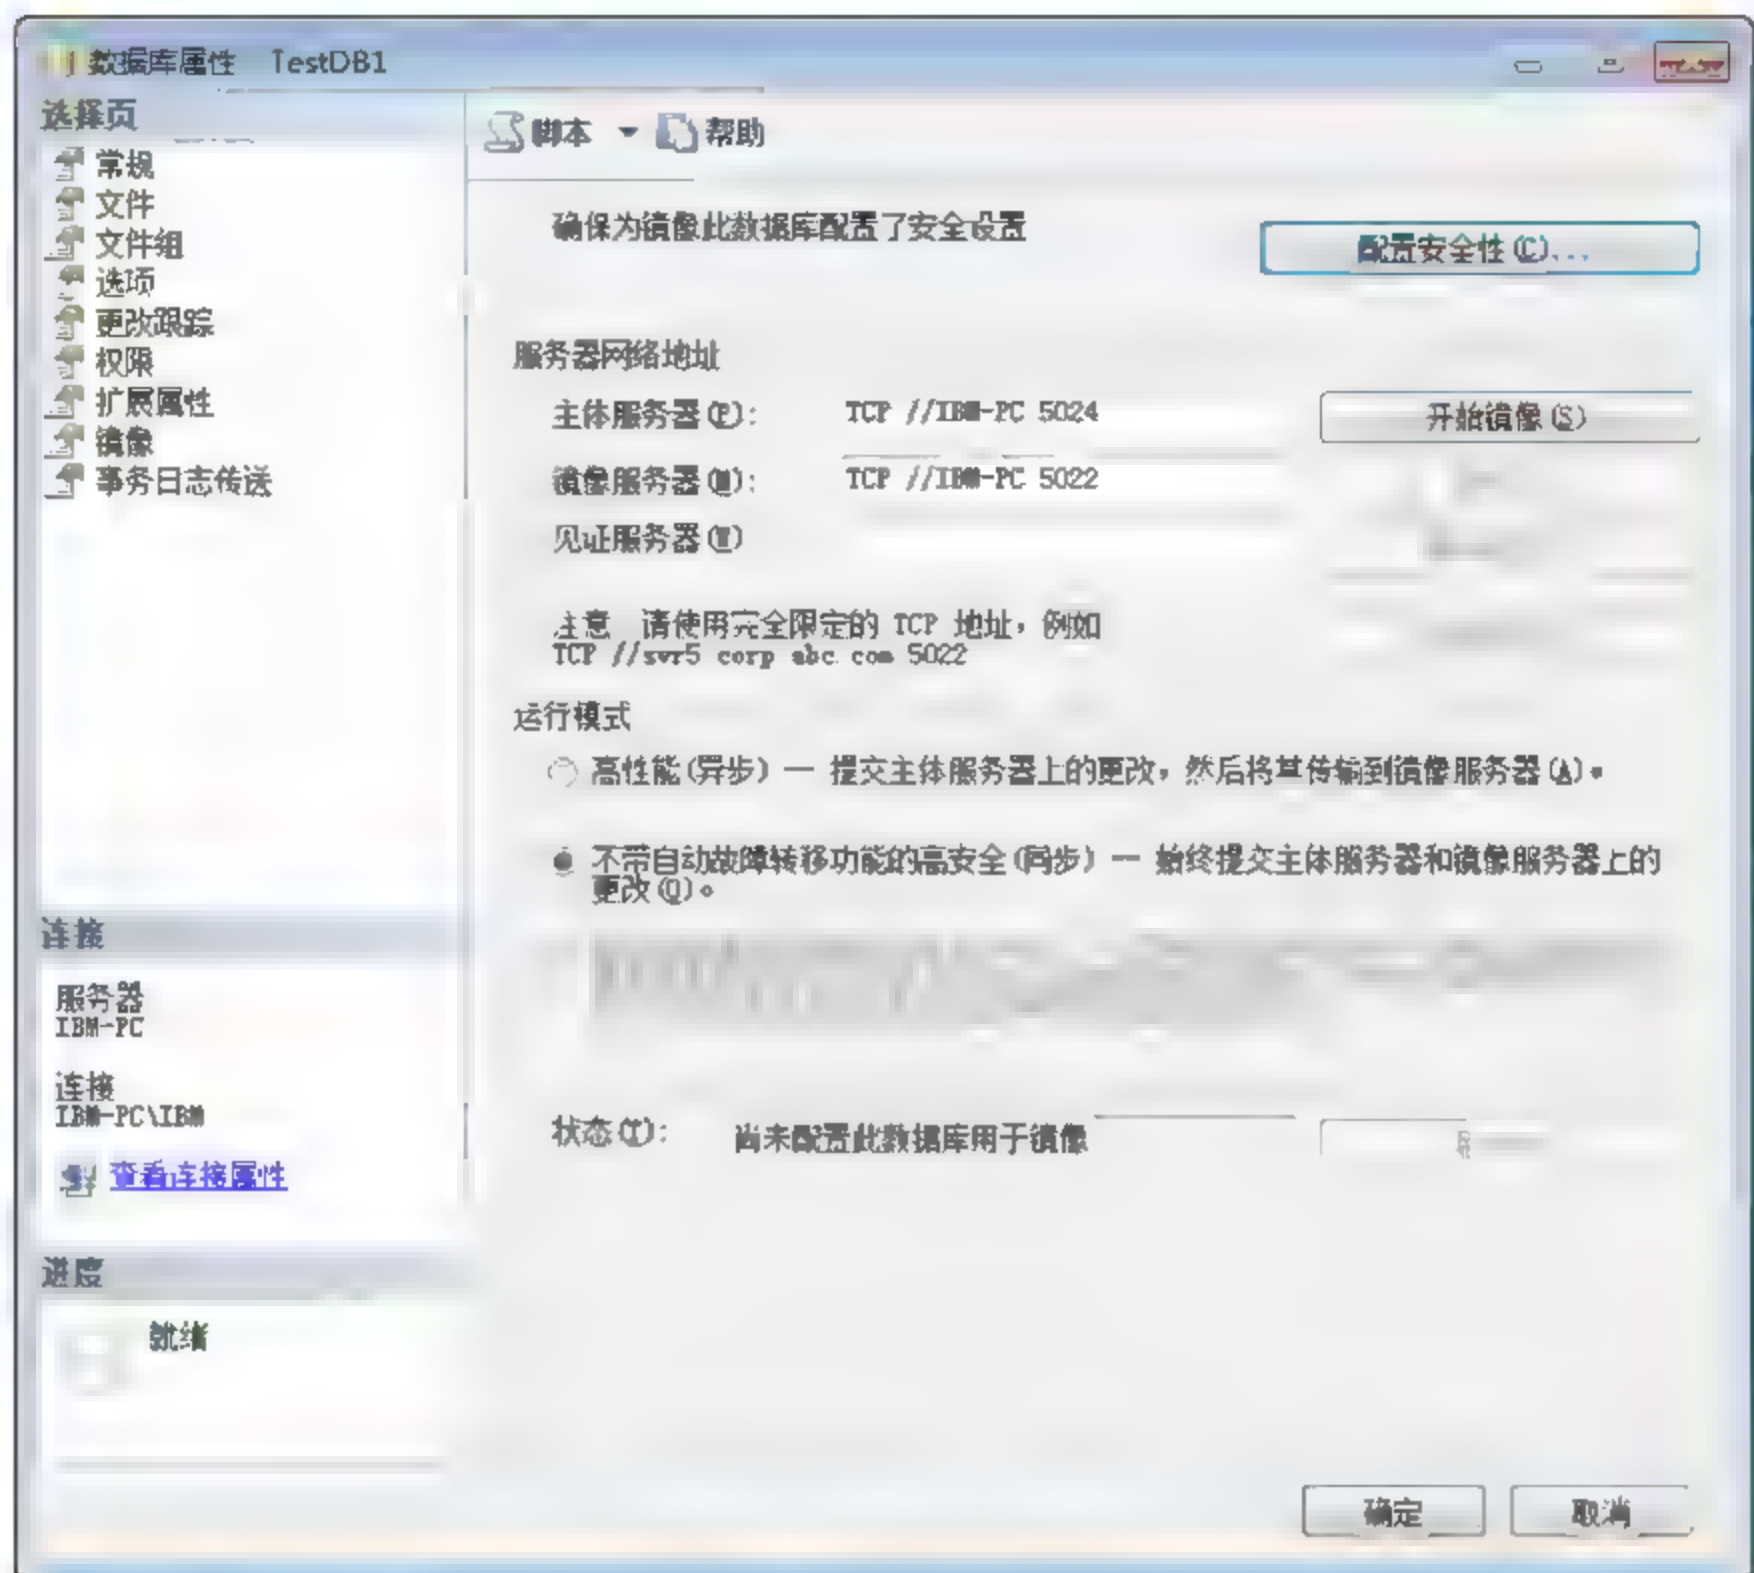 数据库属性 TestDB1
选择页
常规
文件
文件组
选项
更改跟踪
权限
扩展属性
镜像
事务日志传送
连接
服务器
IBM-PC
连接
IBM-PC\IBM
查看连接属性
进度
就绪
脚本 帮助
确保为镜像此数据库配置了安全设置
配置安全性(C)...
服务器网络地址
主体服务器(P): TCP //IBM-PC 5024
开始镜像(S)
镜像服务器(M): TCP //IBM-PC 5022
见证服务器(W)
注意 请使用完全限定的 TCP 地址，例如
TCP //svr5 corp abc. com 5022
运行模式
高性能(异步) — 提交主体服务器上的更改，然后将其传输到镜像服务器(A)。
不带自动故障转移功能的高安全(同步) — 始终提交主体服务器和镜像服务器上的
更改(Q)。
状态(T): 尚未配置此数据库用于镜像
确定 取消